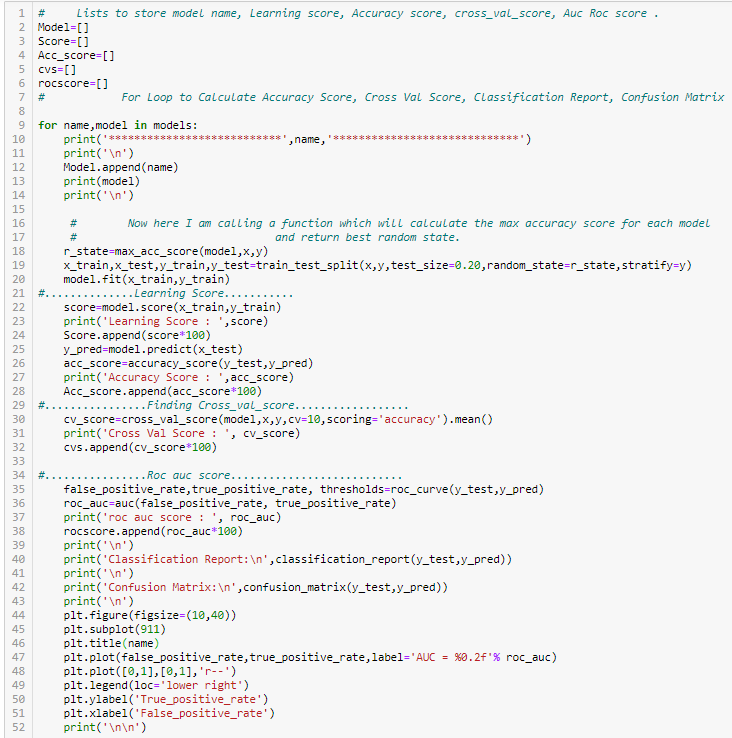 1 #     Lists to store model name, Learning score, Accuracy score, cross_val_score, Auc Roc score .
2 Model=[]
3 Score=[]
4 Acc_score=[]
5 cvs=[]
6 rocscore=[]
7 #            For Loop to Calculate Accuracy Score, Cross Val Score, Classification Report, Confusion Matrix
8
9 for name,model in models:
10     print('***************************',name,'*****************************')
11     print('\n')
12     Model.append(name)
13     print(model)
14     print('\n')
15
16     #      Now here I am calling a function which will calculate the max accuracy score for each model
17     #                       and return best random state.
18     r_state=max_acc_score(model,x,y)
19     x_train,x_test,y_train,y_test=train_test_split(x,y,test_size=0.20,random_state=r_state,stratify=y)
20     model.fit(x_train,y_train)
21 #..............Learning Score...........
22     score=model.score(x_train,y_train)
23     print('Learning Score : ',score)
24     Score.append(score*100)
25     y_pred=model.predict(x_test)
26     acc_score=accuracy_score(y_test,y_pred)
27     print('Accuracy Score : ',acc_score)
28     Acc_score.append(acc_score*100)
29 #................Finding Cross_val_score..................
30     cv_score=cross_val_score(model,x,y,cv=10,scoring='accuracy').mean()
31     print('Cross Val Score : ', cv_score)
32     cvs.append(cv_score*100)
33
34 #................Roc auc score...........................
35     false_positive_rate,true_positive_rate, thresholds=roc_curve(y_test,y_pred)
36     roc_auc=auc(false_positive_rate, true_positive_rate)
37     print('roc auc score : ', roc_auc)
38     rocscore.append(roc_auc*100)
39     print('\n')
40     print('Classification Report:\n',classification_report(y_test,y_pred))
41     print('\n')
42     print('Confusion Matrix:\n',confusion_matrix(y_test,y_pred))
43     print('\n')
44     plt.figure(figsize=(10,40))
45     plt.subplot(911)
46     plt.title(name)
47     plt.plot(false_positive_rate,true_positive_rate,label='AUC = %0.2f'% roc_auc)
48     plt.plot([0,1],[0,1],'r--')
49     plt.legend(loc='lower right')
50     plt.ylabel('True_positive_rate')
51     plt.xlabel('False_positive_rate')
52     print('\n\n')